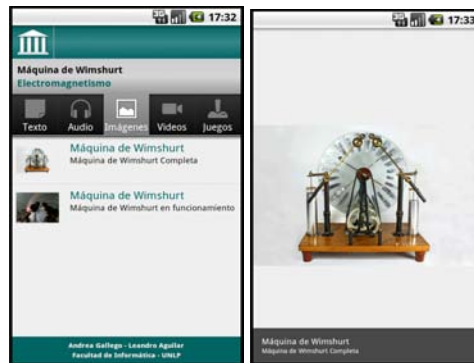 3G 17:32
Máquina de Wimshurt
Electromagnetismo
Texto Audio Imágenes Videos Juegos
Máquina de Wimshurt
Máquina de Wimshurt Completa
Máquina de Wimshurt
Máquina de Wimshurt en funcionamiento
Andrea Gallego - Leandro Aguilar
Facultad de Informática - UNLP
3G 17:33
Máquina de Wimshurt
Máquina de Wimshurt Completa